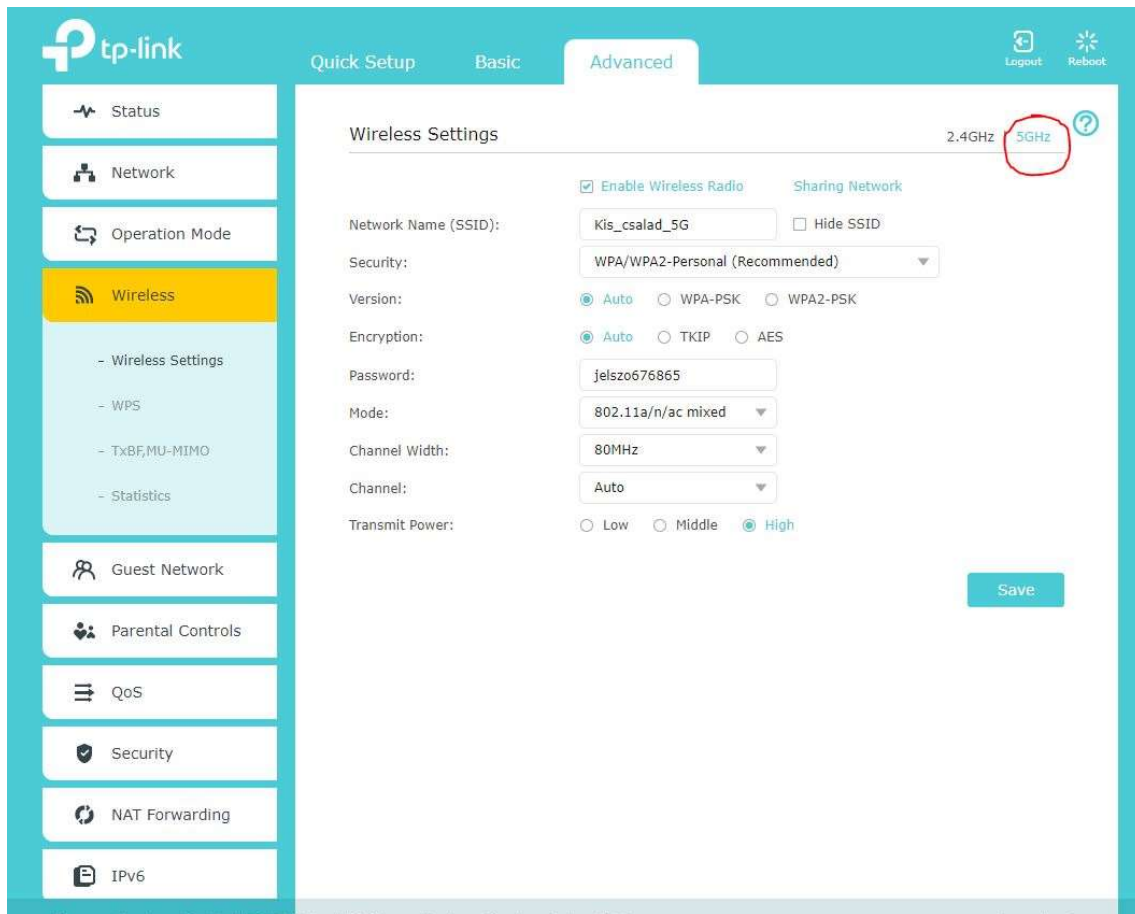 tp-link
Quick Setup Basic Advanced
Logout Reboot
Status
Network
Operation Mode
Wireless
- Wireless Settings
- WPS
- TxBF,MU-MIMO
- Statistics
Guest Network
Parental Controls
QoS
Security
NAT Forwarding
IPv6
Wireless Settings
2.4GHz | 5GHz
Enable Wireless Radio Sharing Network
Network Name (SSID): Kis_csalad_5G Hide SSID
Security: WPA/WPA2-Personal (Recommended)
Version: Auto WPA-PSK WPA2-PSK
Encryption: Auto TKIP AES
Password: jelszo676865
Mode: 802.11a/n/ac mixed
Channel Width: 80MHz
Channel: Auto
Transmit Power: Low Middle High
Save